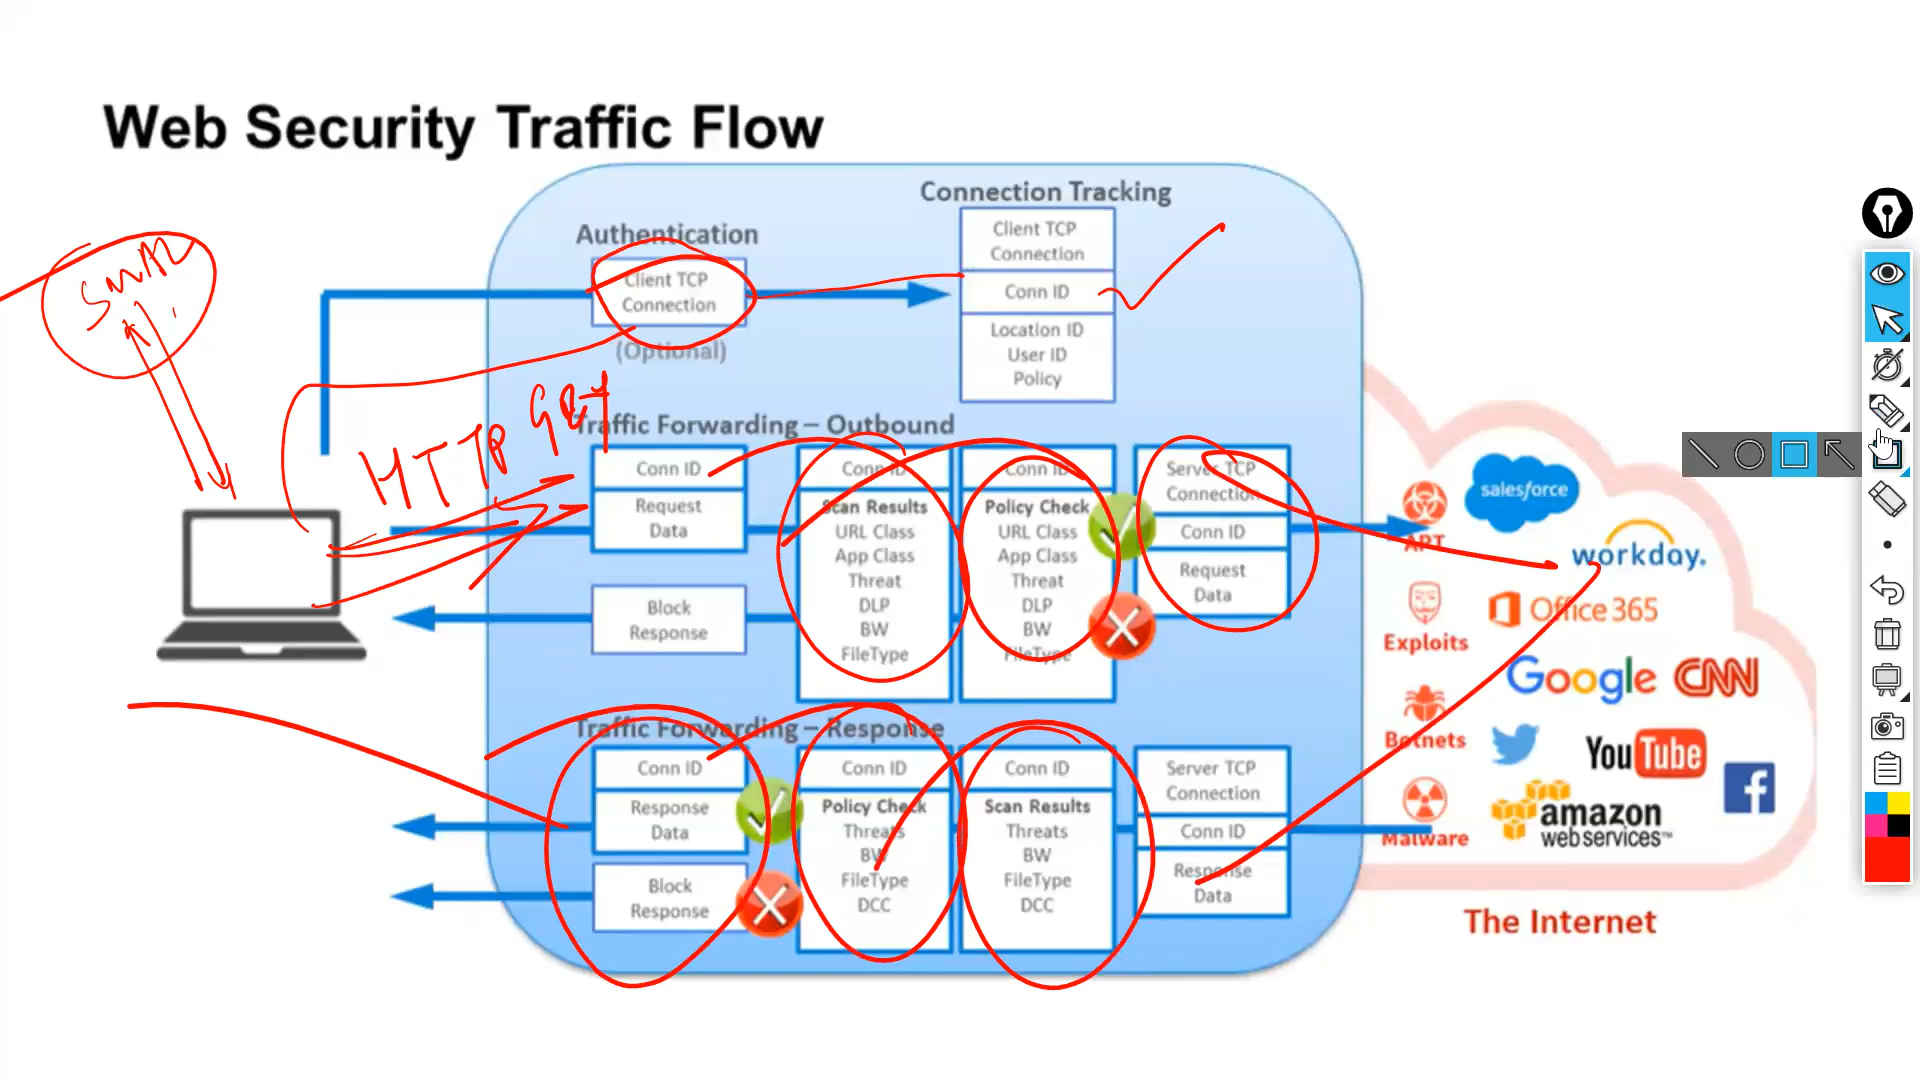 Web Security Traffic Flow
Connection Tracking
Authentication
Client TCP
Connection
(Optional)
Client TCP
Connection
Conn ID
Location ID
User ID
Policy
HTTP GET
Traffic Forwarding – Outbound
Conn ID
Request
Data
Block
Response
Conn ID
Scan Results
URL Class
App Class
Threat
DLP
BW
FileType
Conn ID
Policy Check
URL Class
App Class
Threat
DLP
BW
FileType
Server TCP
Connection
Conn ID
Request
Data
Traffic Forwarding – Response
Conn ID
Response
Data
Block
Response
Conn ID
Policy Check
Threats
BW
FileType
DCC
Conn ID
Scan Results
Threats
BW
FileType
DCC
Server TCP
Connection
Conn ID
Response
Data
APT
Exploits
Botnets
Malware
salesforce
workday.
Office 365
Google
CNN
YouTube
amazon
webservices™
The Internet